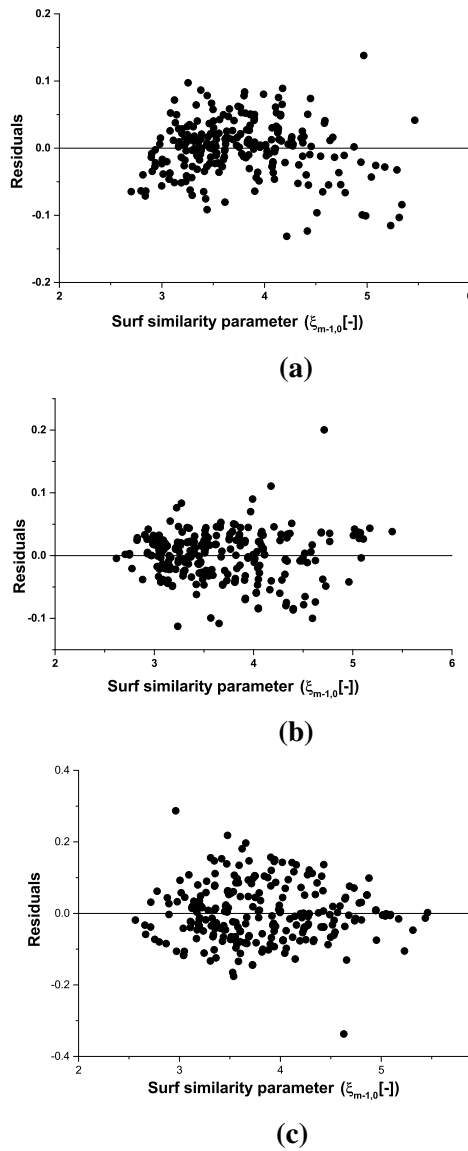 0.2
0.1
0.0
-0.1
-0.2
Residuals
2 3 4 5 6
Surf similarity parameter (ξm-1,0[-])
(a)
0.2
0.1
0.0
-0.1
Residuals
2 3 4 5 6
Surf similarity parameter (ξm-1,0[-])
(b)
0.4
0.2
0.0
-0.2
-0.4
Residuals
2 3 4 5
Surf similarity parameter (ξm-1,0[-])
(c)